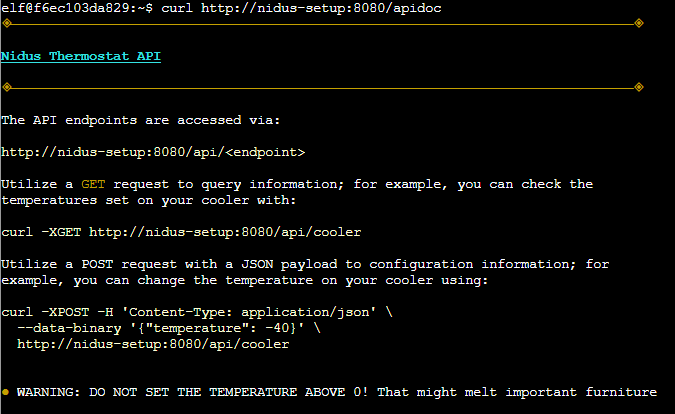 elf@f6ec103da829:~$ curl http://nidus-setup:8080/apidoc
Nidus Thermostat API
The API endpoints are accessed via:
http://nidus-setup:8080/api/<endpoint>
Utilize a GET request to query information; for example, you can check the
temperatures set on your cooler with:
curl -XGET http://nidus-setup:8080/api/cooler
Utilize a POST request with a JSON payload to configuration information; for
example, you can change the temperature on your cooler using:
curl -XPOST -H 'Content-Type: application/json' \
  --data-binary '{"temperature": -40}' \
  http://nidus-setup:8080/api/cooler
● WARNING: DO NOT SET THE TEMPERATURE ABOVE 0! That might melt important furniture